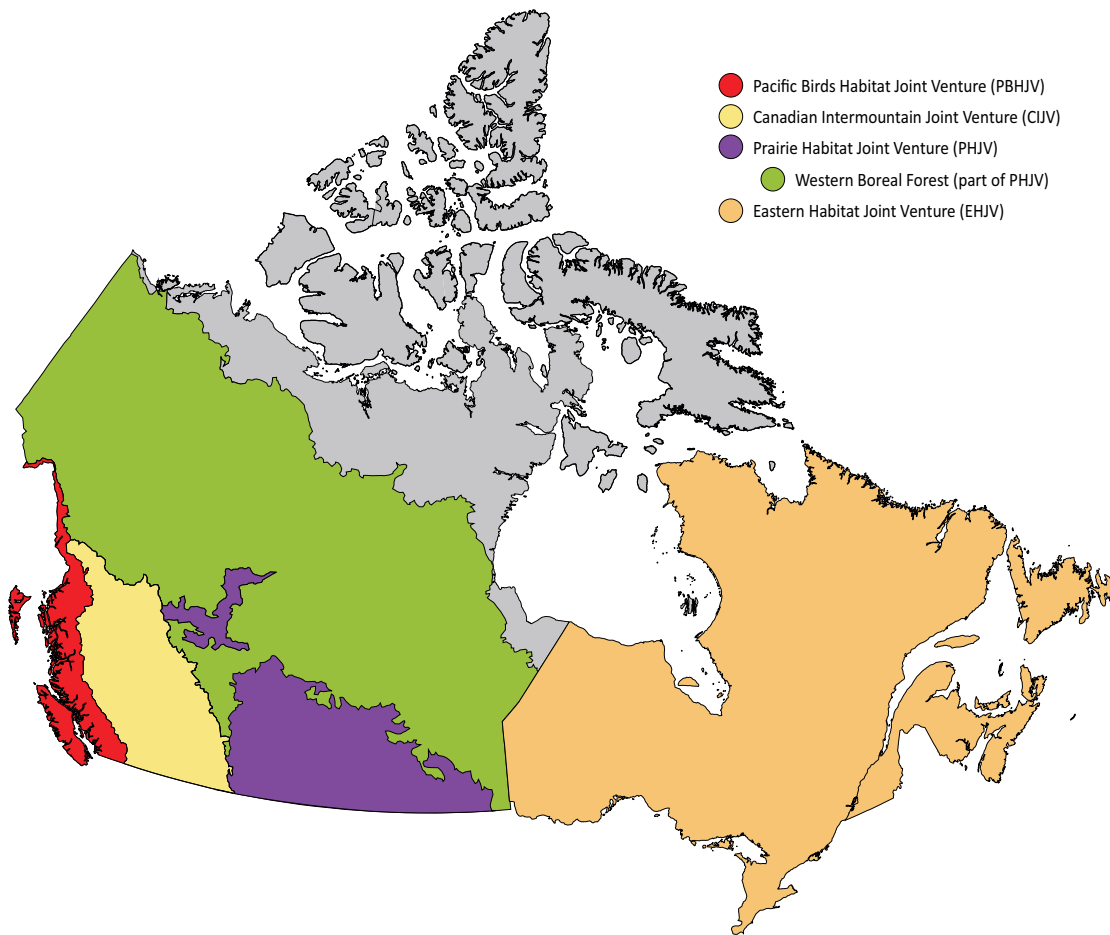 Pacific Birds Habitat Joint Venture (PBHJV)
Canadian Intermountain Joint Venture (CIJV)
Prairie Habitat Joint Venture (PHJV)
Western Boreal Forest (part of PHJV)
Eastern Habitat Joint Venture (EHJV)